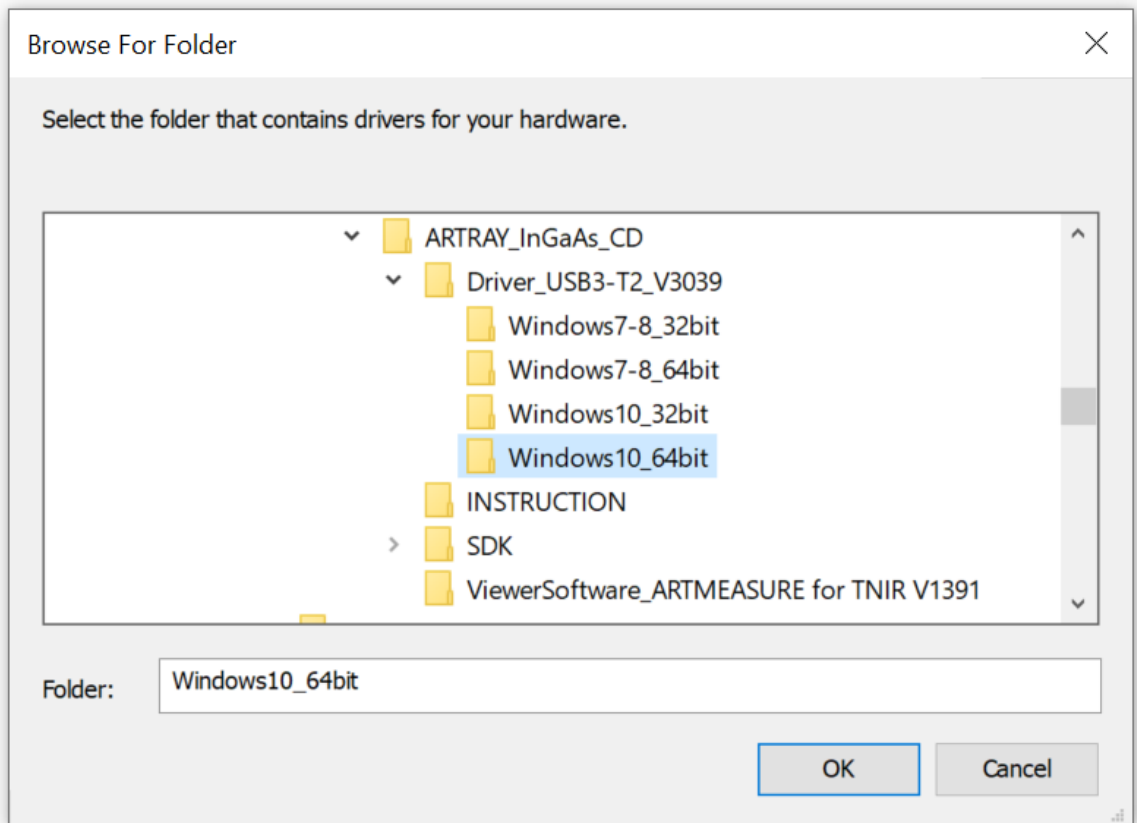 Browse For Folder
Select the folder that contains drivers for your hardware.
ARTRAY_InGaAs_CD
Driver_USB3-T2_V3039
Windows7-8_32bit
Windows7-8_64bit
Windows10_32bit
Windows10_64bit
INSTRUCTION
SDK
ViewerSoftware_ARTMEASURE for TNIR V1391
Folder: Windows10_64bit
OK Cancel